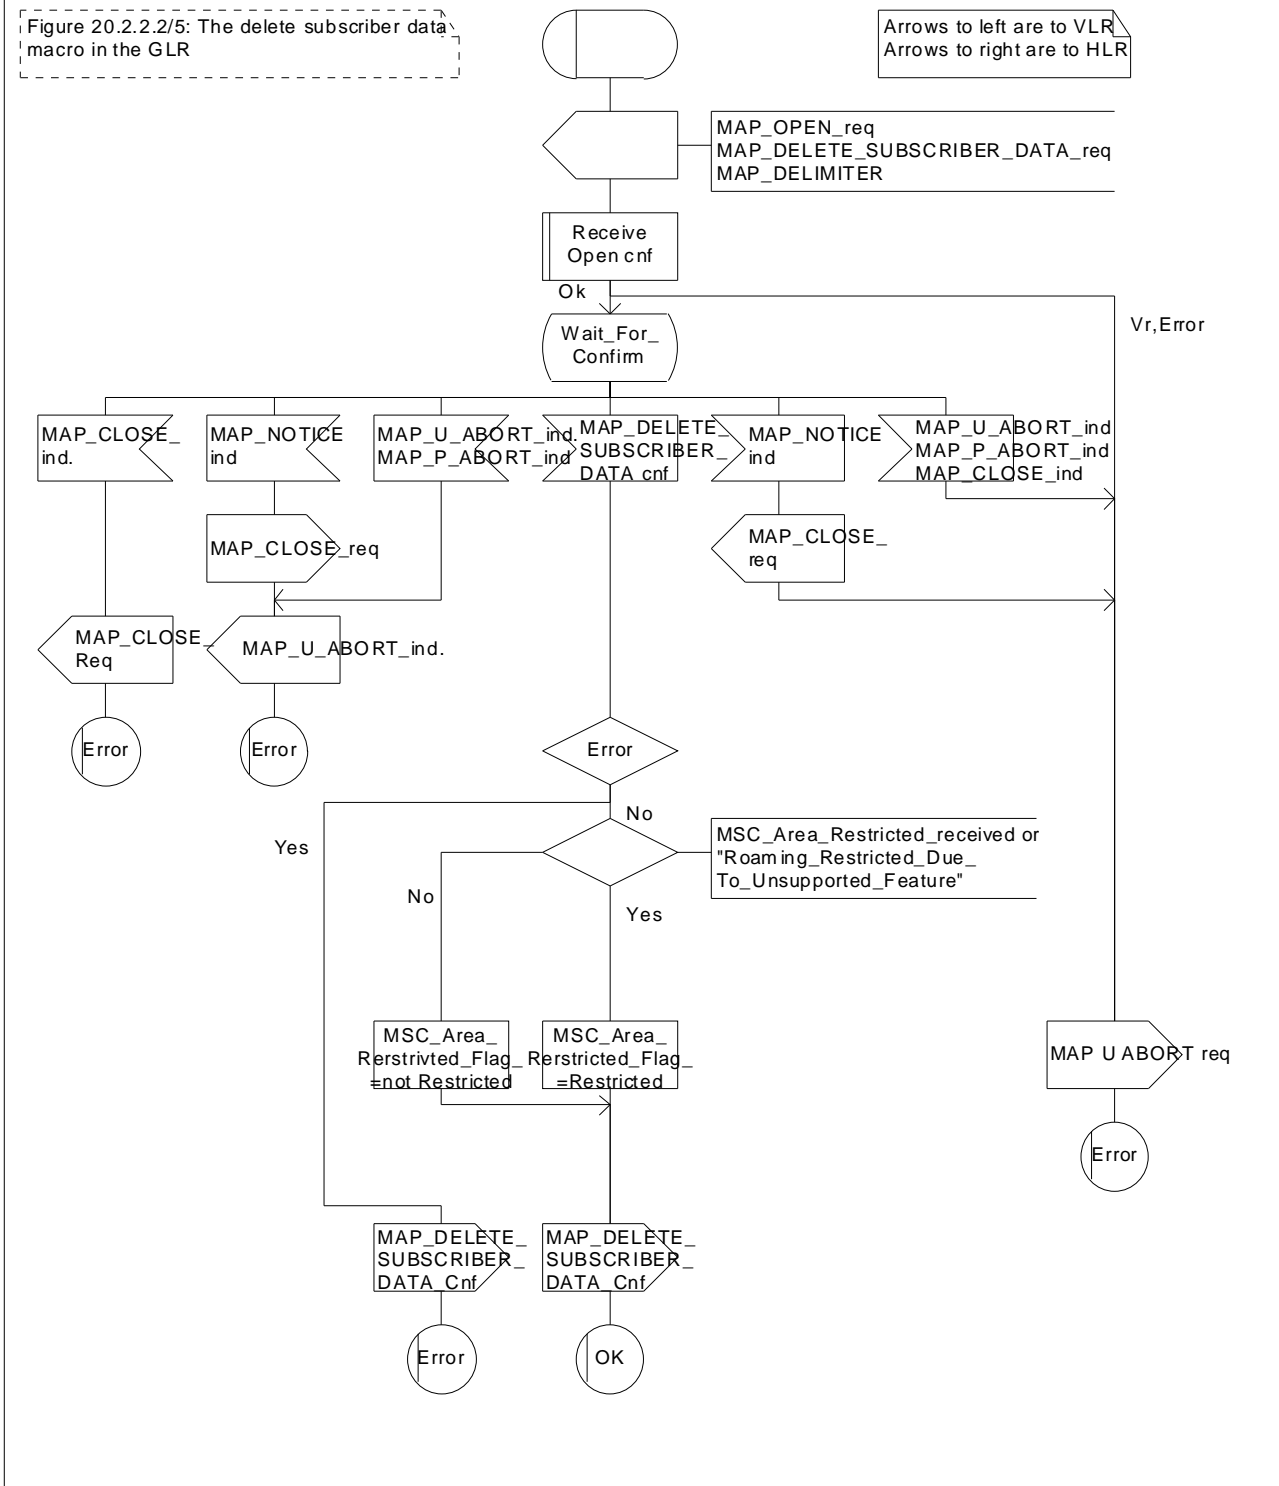 Figure 20.2.2.2/5: The delete subscriber data
macro in the GLR
Arrows to left are to VLR
Arrows to right are to HLR
MAP_OPEN_req
MAP_DELETE_SUBSCRIBER_DATA_req
MAP_DELIMITER
Receive
Open cnf
Ok
Vr,Error
Wait_For_
Confirm
MAP_CLOSE_
ind.
MAP_NOTICE
ind
MAP_U_ABORT_ind.
MAP_P_ABORT_ind
MAP_DELETE_
SUBSCRIBER_
DATA cnf
MAP_NOTICE
ind
MAP_U_ABORT_ind
MAP_P_ABORT_ind
MAP_CLOSE_ind
MAP_CLOSE_req
MAP_CLOSE_
req
MAP_CLOSE_
Req
MAP_U_ABORT_ind.
Error
Error
Error
Yes
No
MSC_Area_Restricted_received or
"Roaming_Restricted_Due_
To_Unsupported_Feature"
No
Yes
MSC_Area_
Rerstrivted_Flag_
=not Restricted
MSC_Area_
Rerstricted_Flag_
=Restricted
MAP U ABORT req
Error
MAP_DELETE_
SUBSCRIBER_
DATA_Cnf
MAP_DELETE_
SUBSCRIBER_
DATA_Cnf
Error
OK